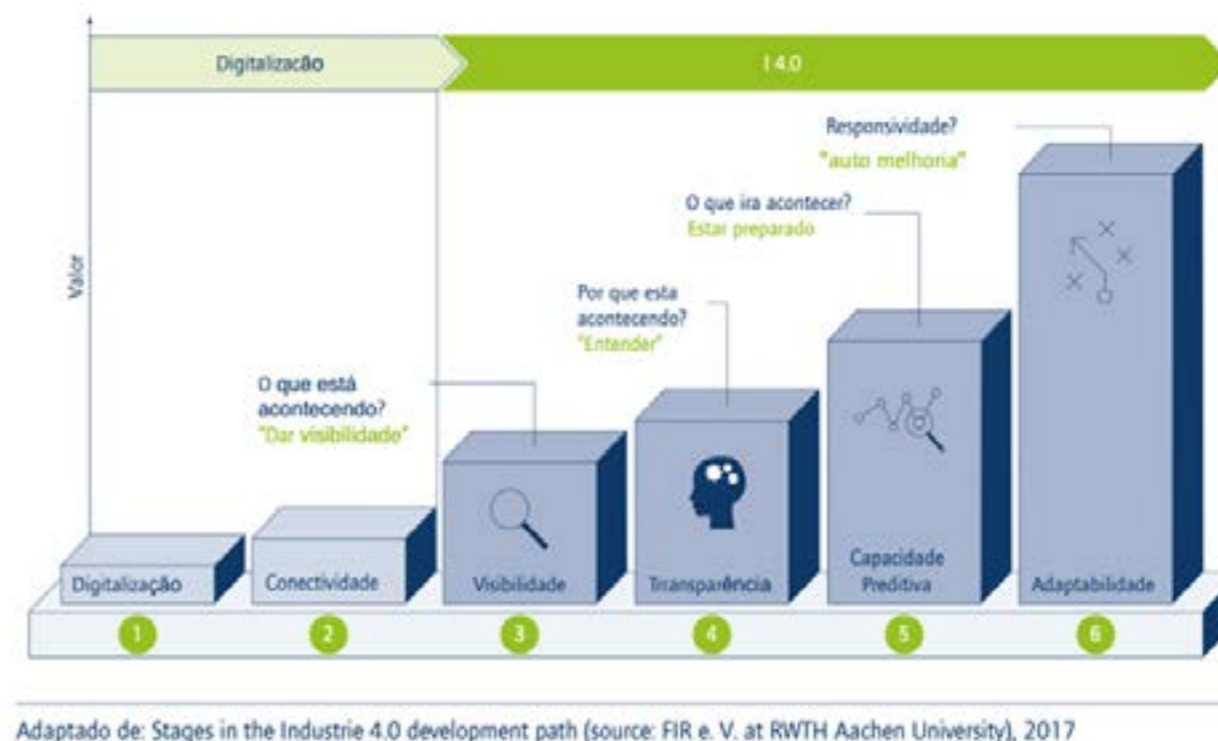 Digitalização
I 4.0
Responsividade?
"auto melhoria"
O que ira acontecer?
Estar preparado
Por que esta
acontecendo?
"Entender"
O que está
acontecendo?
"Dar visibilidade"
Valor
Digitalização
Conectividade
Visibilidade
Transparência
Capacidade
Preditiva
Adaptabilidade
1
2
3
4
5
6
Adaptado de: Stages in the Industrie 4.0 development path (source: FIR e. V. at RWTH Aachen University), 2017